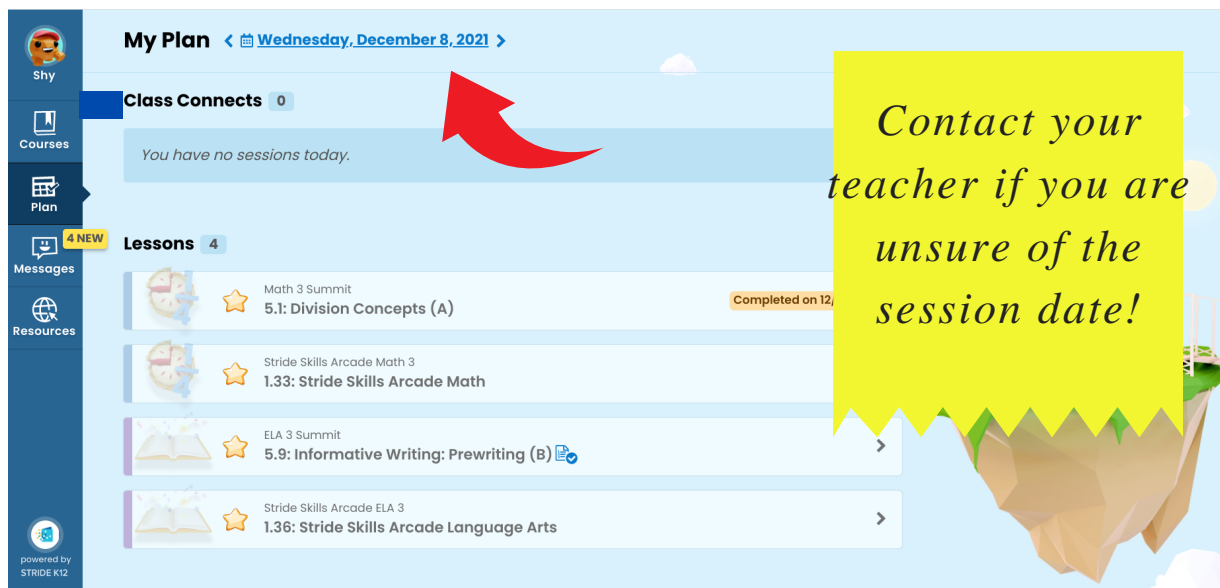 Shy
Courses
Plan
4 NEW
Messages
Resources
powered by
STRIDE K12
My Plan < Wednesday, December 8, 2021 >
Class Connects 0
You have no sessions today.
Lessons 4
Math 3 Summit
5.1: Division Concepts (A)
Completed on 12/
Stride Skills Arcade Math 3
1.33: Stride Skills Arcade Math
ELA 3 Summit
5.9: Informative Writing: Prewriting (B)
Stride Skills Arcade ELA 3
1.36: Stride Skills Arcade Language Arts
Contact your
teacher if you are
unsure of the
session date!